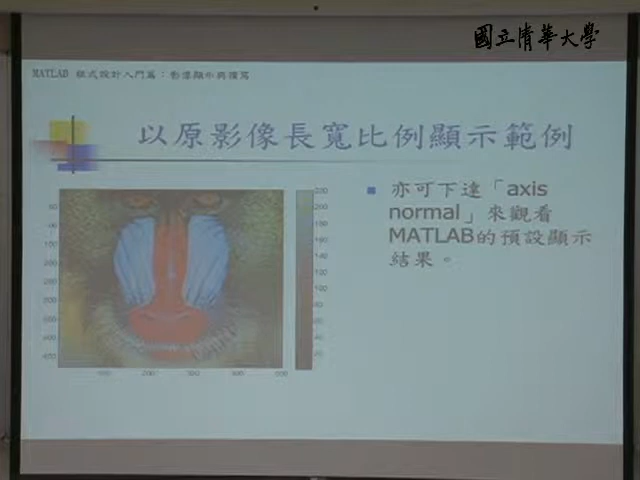 國立清華大學
MATLAB 程式設計入門篇：影像顯示與讀寫
以原影像長寬比例顯示範例
亦可下達「axis
normal」來觀看
MATLAB的預設顯示
結果。